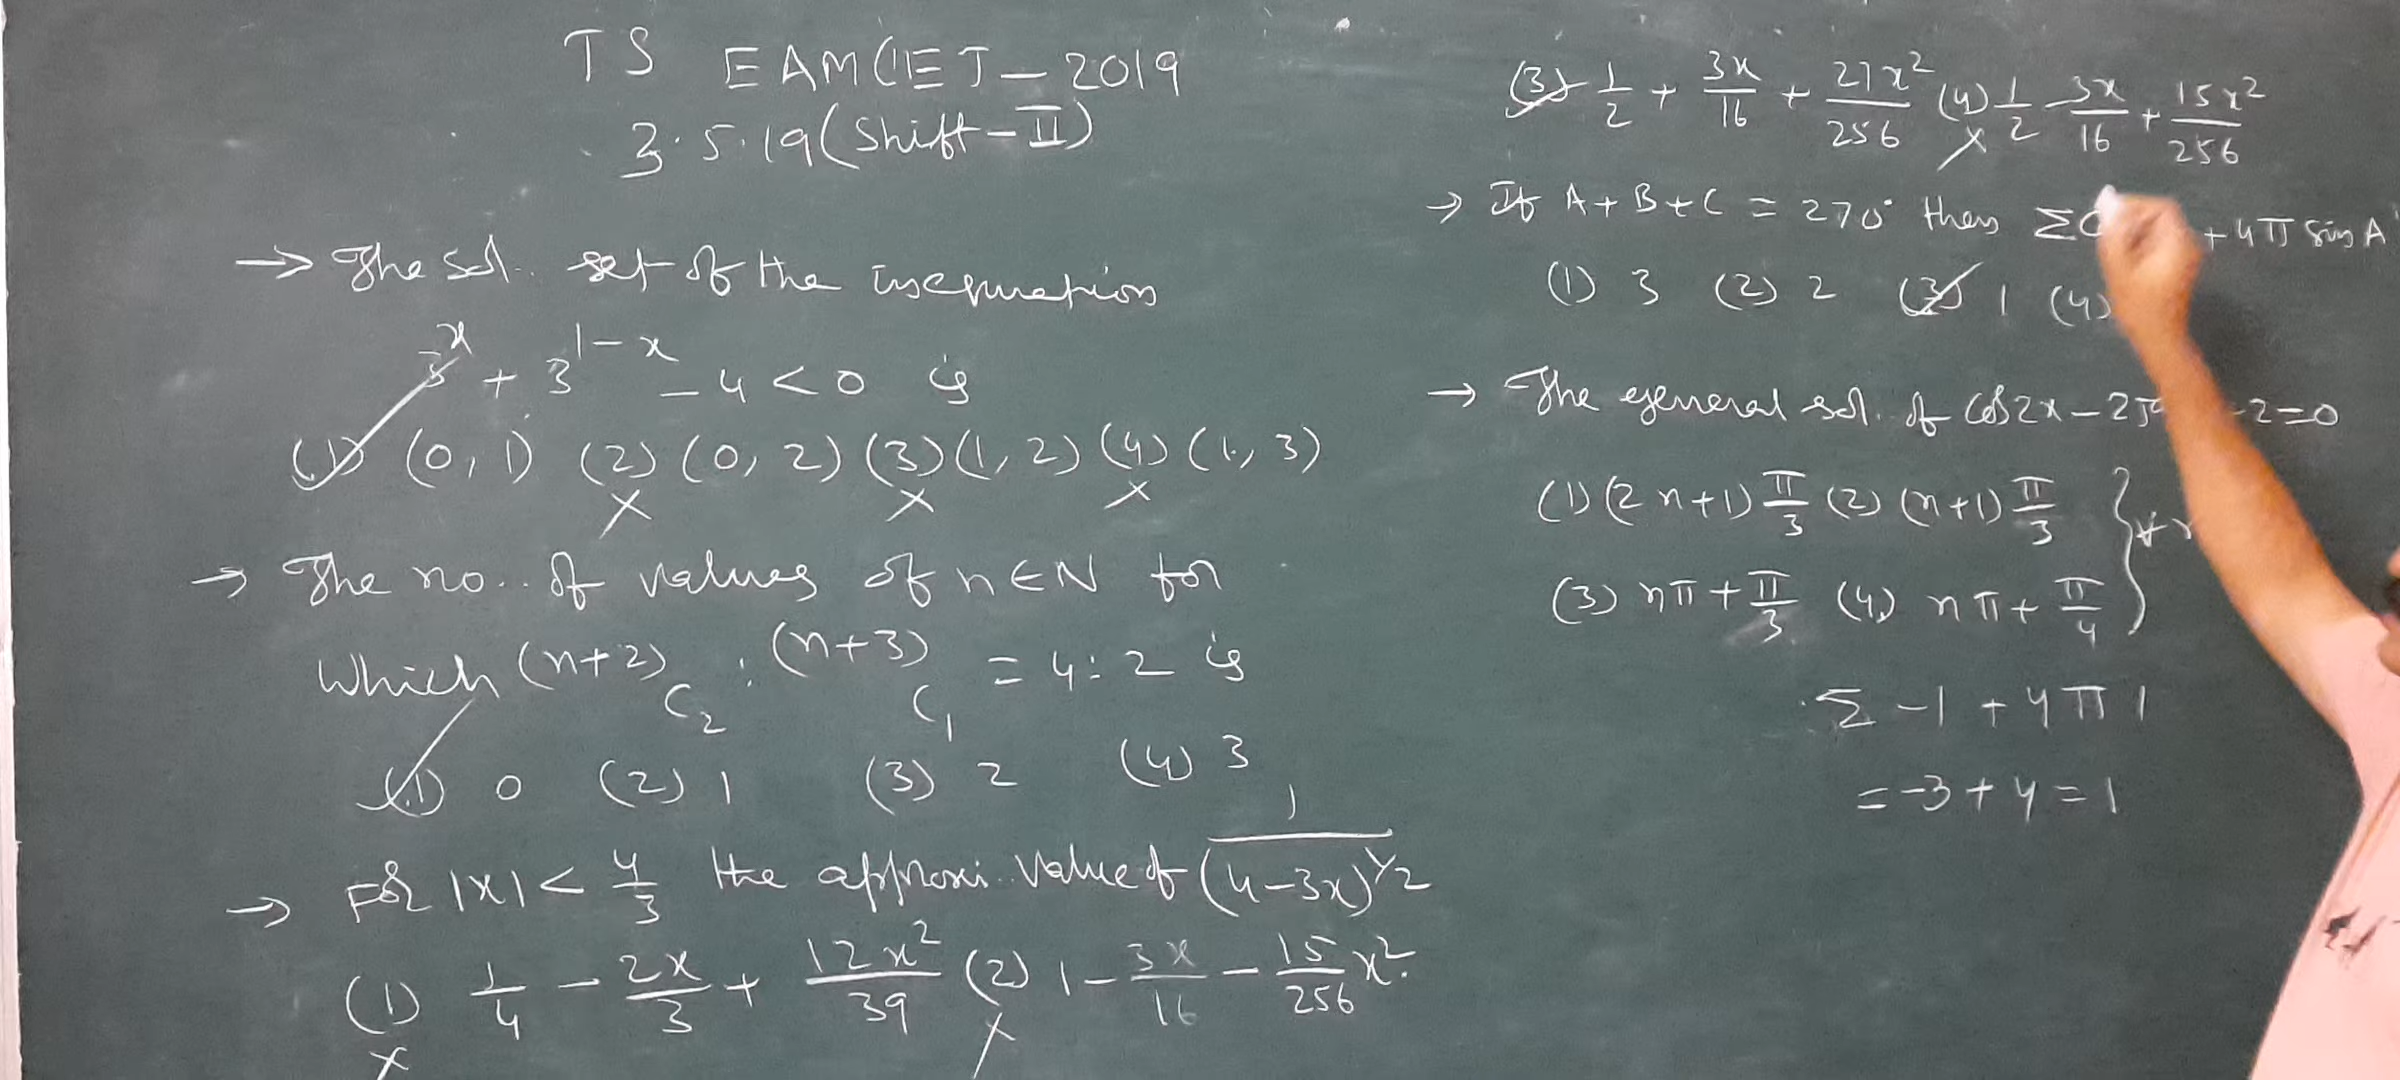 TS EAMCET-2019
3.5.19(Shift-II)
→ The sol. set of the inequation
3^x + 3^(1-x) - 4 < 0 is
(1) (0, 1) (2) (0, 2) (3) (1, 2) (4) (1, 3)
→ The no.. of values of n∈N for
which (n+2)C₂ : (n+3)C₁ = 4:2 is
(1) 0 (2) 1 (3) 2 (4) 3
→ For |x| < 4/3 the approxi. value of 1/(4-3x)^(1/2)
(1) 1/4 - 2x/3 + 12x²/39 (2) 1 - 3x/16 - 15/256 x².
(3) 1/2 + 3x/16 + 27x²/256 (4) 1/2 - 3x/16 + 15x²/256
→ If A+B+C = 270° then Σ + 4π sin A
(1) 3 (2) 2 (3) 1 (4)
→ The general sol. of cos2x - 2 -2=0
(1) (2n+1) π/3 (2) (n+1) π/3
(3) nπ + π/3 (4) nπ + π/4
Σ -1 + 4π 1
= -3 + 4 = 1